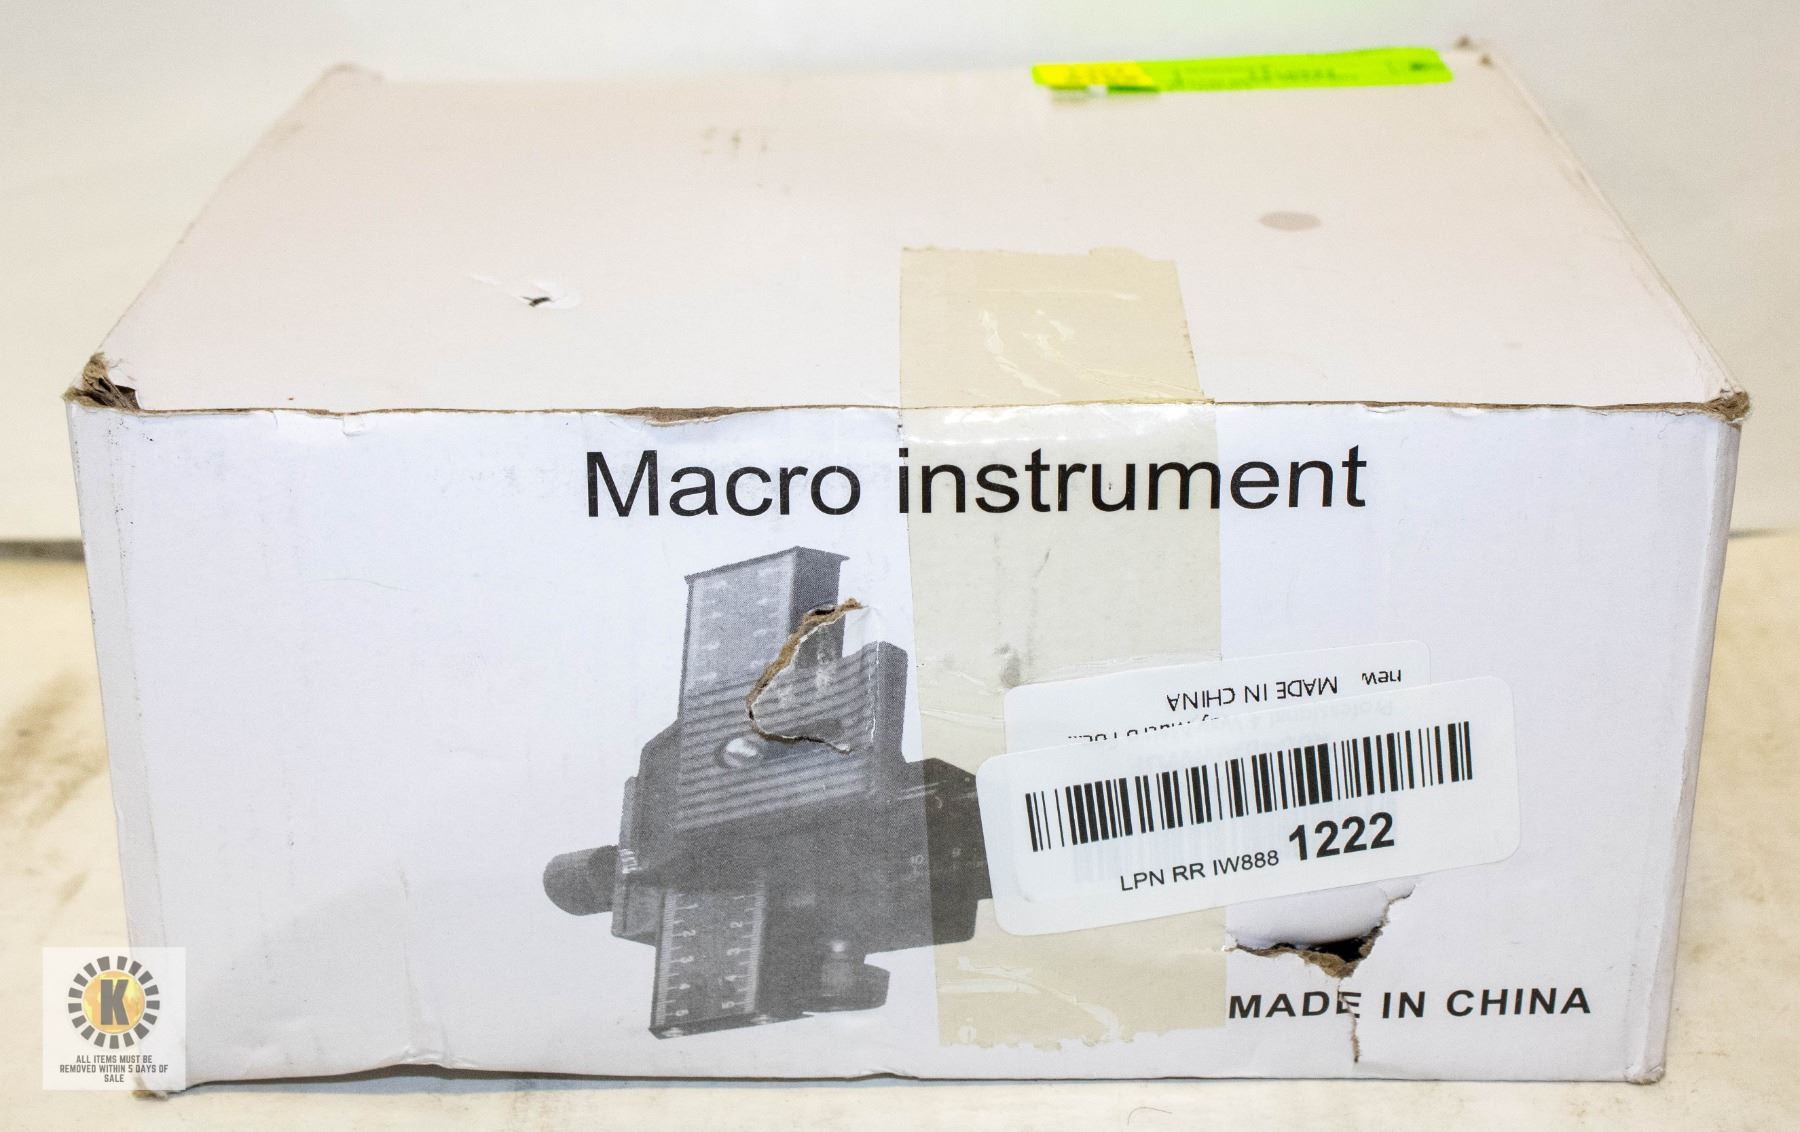 Macro instrument
new MADE IN CHINA
LPN RR IW888 1222
MADE IN CHINA
K
ALL ITEMS MUST BE
REMOVED WITHIN 5 DAYS OF
SALE